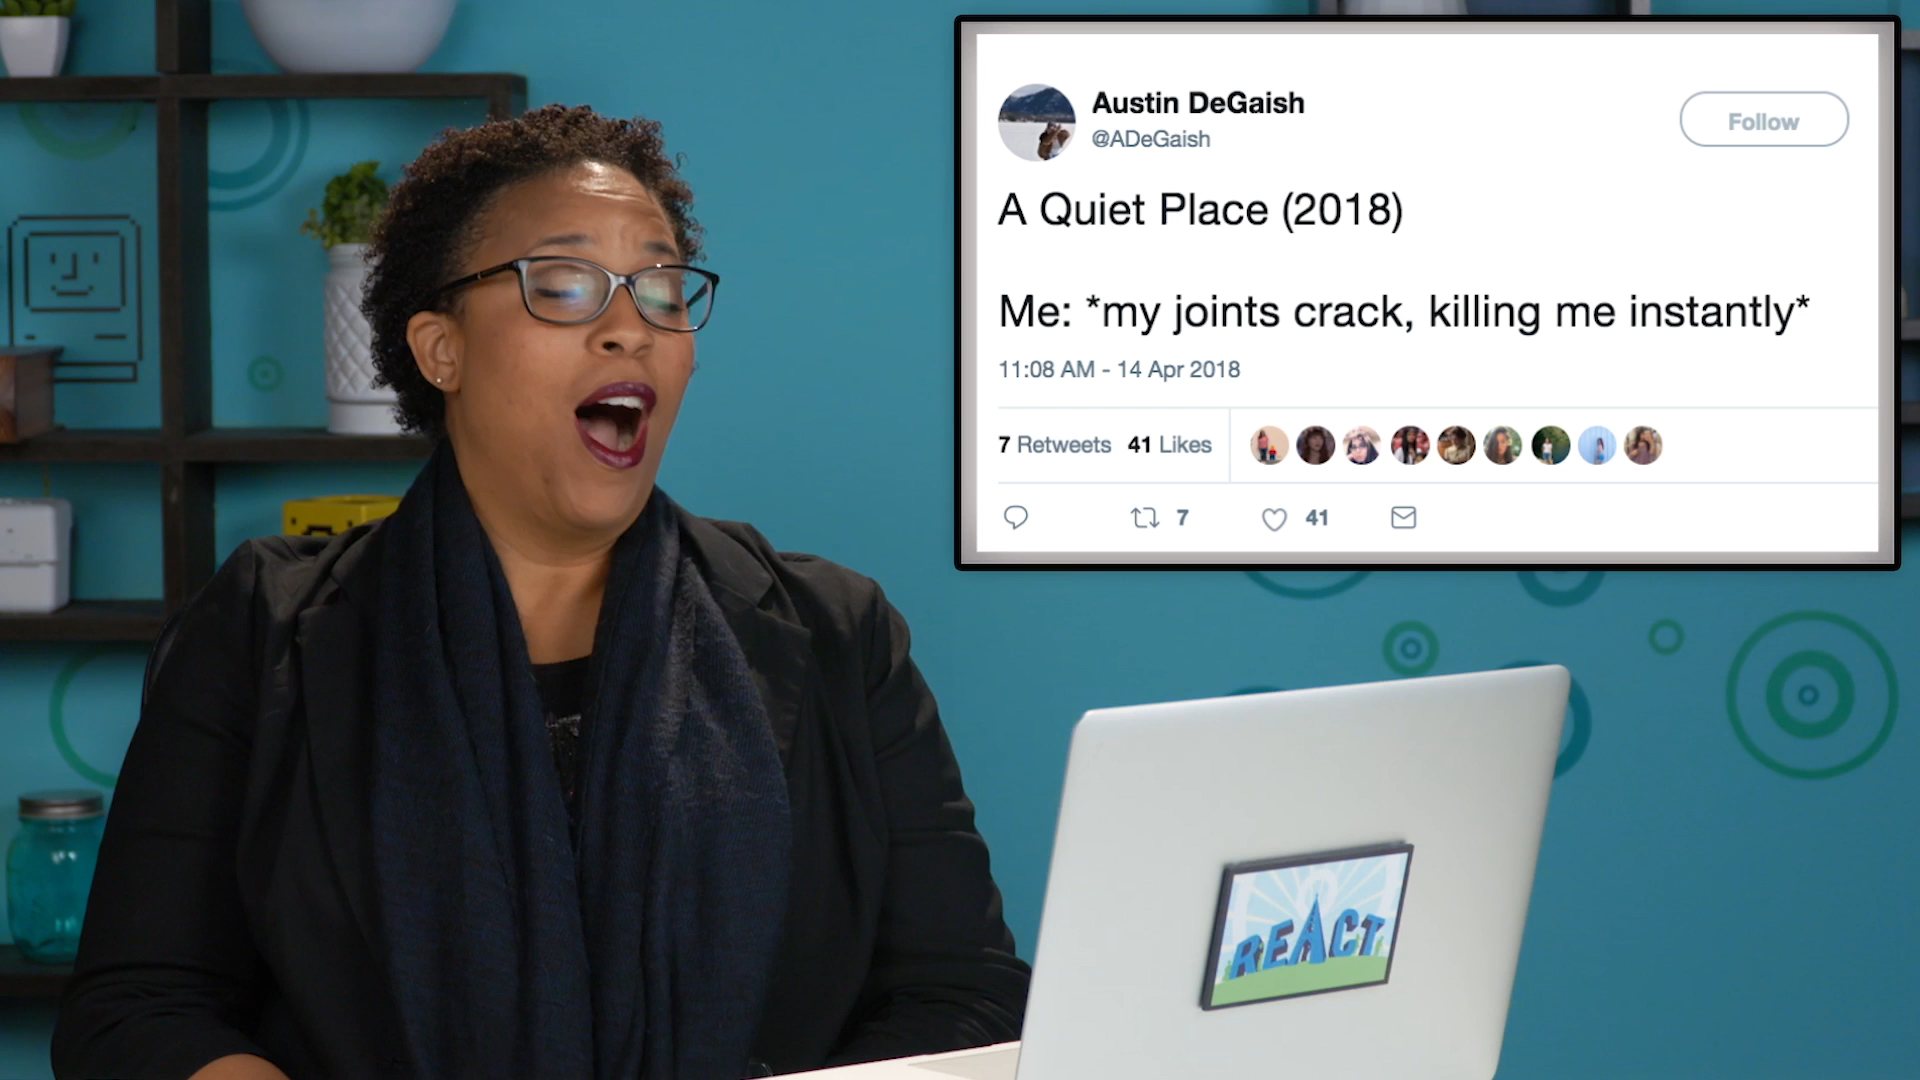 Austin DeGaish
@ADeGaish
Follow
A Quiet Place (2018)
Me: *my joints crack, killing me instantly*
11:08 AM - 14 Apr 2018
7 Retweets 41 Likes
7 41
REACT